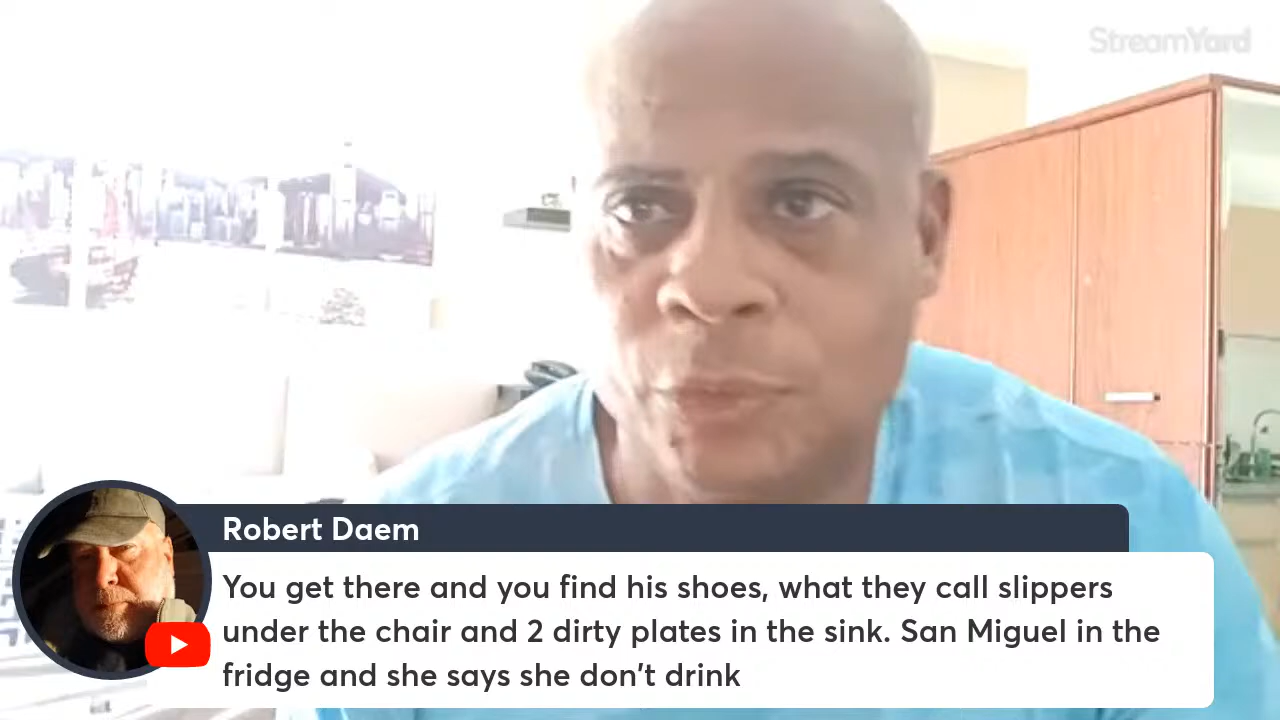 StreamYard
Robert Daem
You get there and you find his shoes, what they call slippers
under the chair and 2 dirty plates in the sink. San Miguel in the
fridge and she says she don't drink